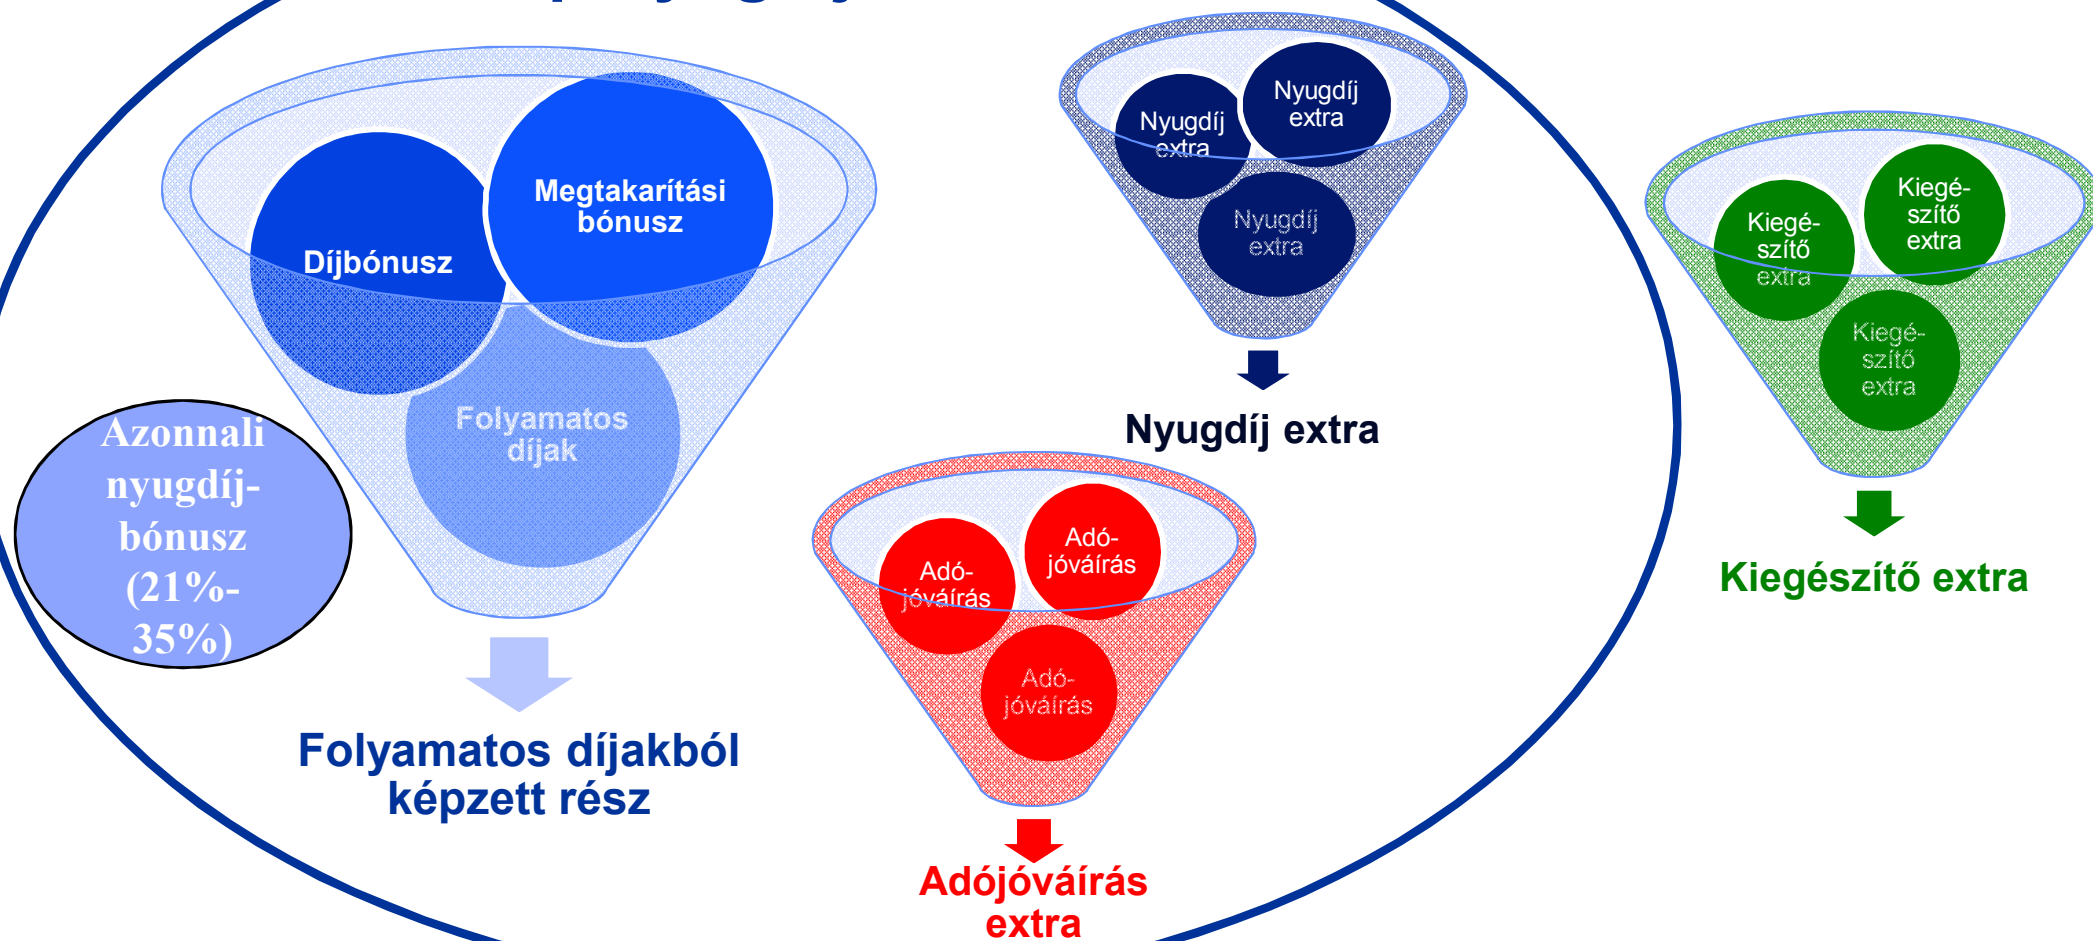 Díjbónusz
Megtakarítási
bónusz
Folyamatos
díjak
Azonnali
nyugdíj-
bónusz
(21%-
35%)
Folyamatos díjakból
képzett rész
Nyugdíj
extra
Nyugdíj
extra
Nyugdíj
extra
Nyugdíj extra
Adó-
jóváírás
Adó-
jóváírás
Adó-
jóváírás
Adójóváírás
extra
Kiegé-
szítő
extra
Kiegé-
szítő
extra
Kiegé-
szítő
extra
Kiegészítő extra